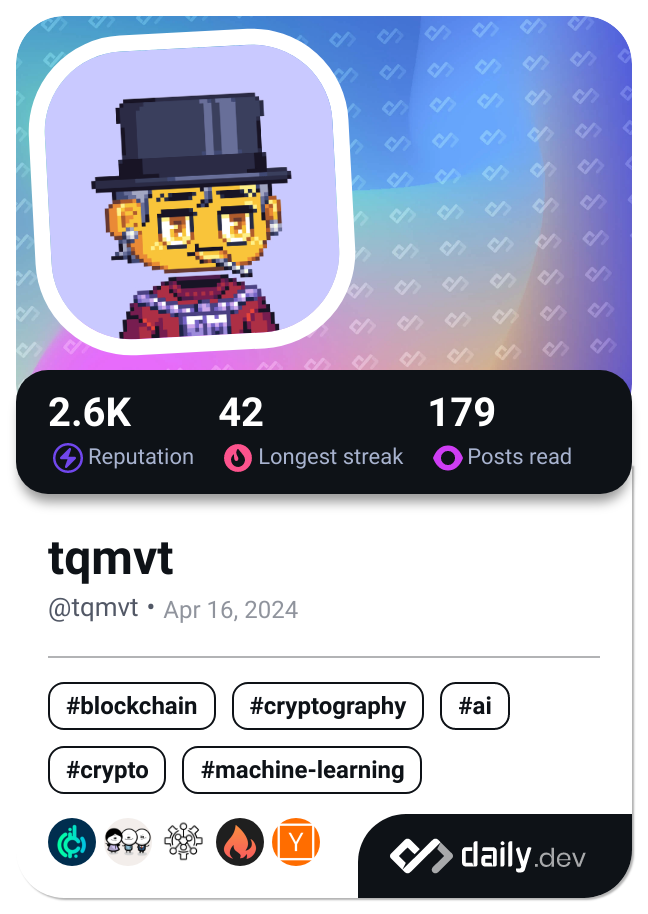 GM
2.6K 42 179
Reputation Longest streak Posts read
tqmvt
@tqmvt • Apr 16, 2024
#blockchain #cryptography #ai
#crypto #machine-learning
Y
daily.dev